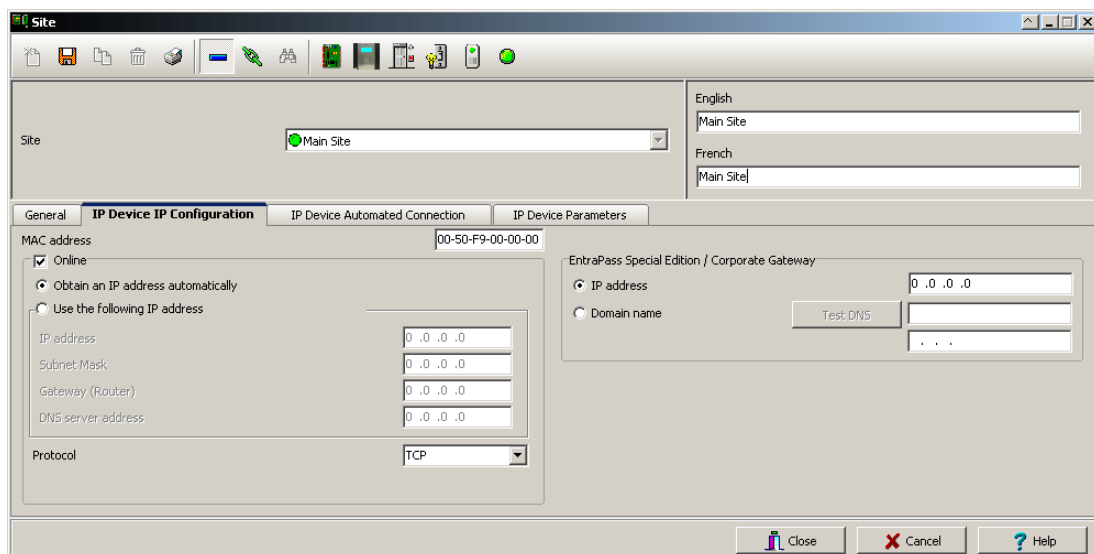 Site
English
Main Site
Site
Main Site
French
Main Site
General
IP Device IP Configuration
IP Device Automated Connection
IP Device Parameters
MAC address
00-50-F9-00-00-00
Online
Obtain an IP address automatically
Use the following IP address
IP address
0 .0 .0 .0
Subnet Mask
0 .0 .0 .0
Gateway (Router)
0 .0 .0 .0
DNS server address
0 .0 .0 .0
Protocol
TCP
EntraPass Special Edition / Corporate Gateway
IP address
0 .0 .0 .0
Domain name
Test DNS
. . .
Close
Cancel
Help